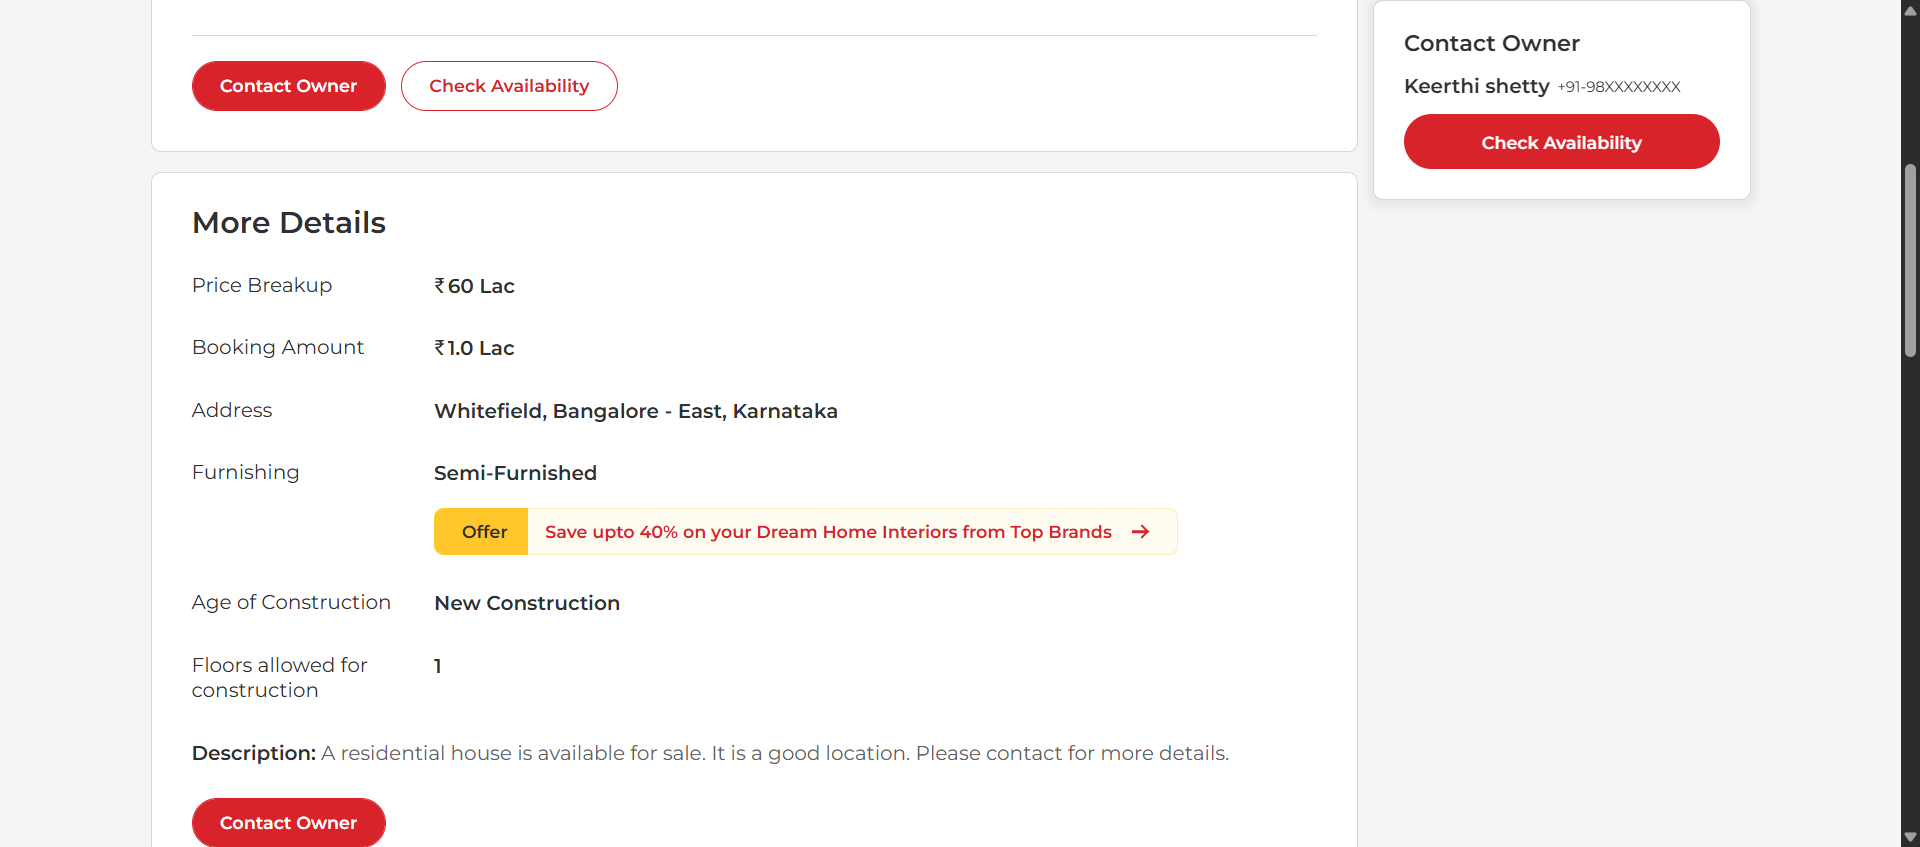 Contact Owner
Check Availability
Contact Owner
Keerthi shetty +91-98XXXXXXXX
Check Availability
More Details
Price Breakup ₹60 Lac
Booking Amount ₹1.0 Lac
Address Whitefield, Bangalore - East, Karnataka
Furnishing Semi-Furnished
Offer Save upto 40% on your Dream Home Interiors from Top Brands →
Age of Construction New Construction
Floors allowed for 1
construction
Description: A residential house is available for sale. It is a good location. Please contact for more details.
Contact Owner